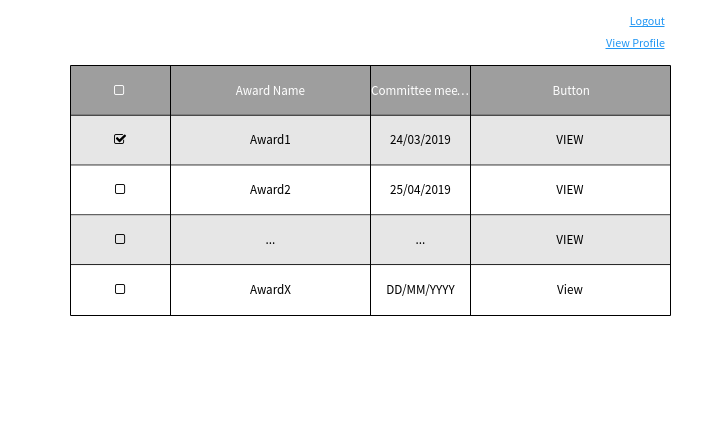 Logout
View Profile
Award Name Committee mee... Button
Award1 24/03/2019 VIEW
Award2 25/04/2019 VIEW
... ... VIEW
AwardX DD/MM/YYYY View